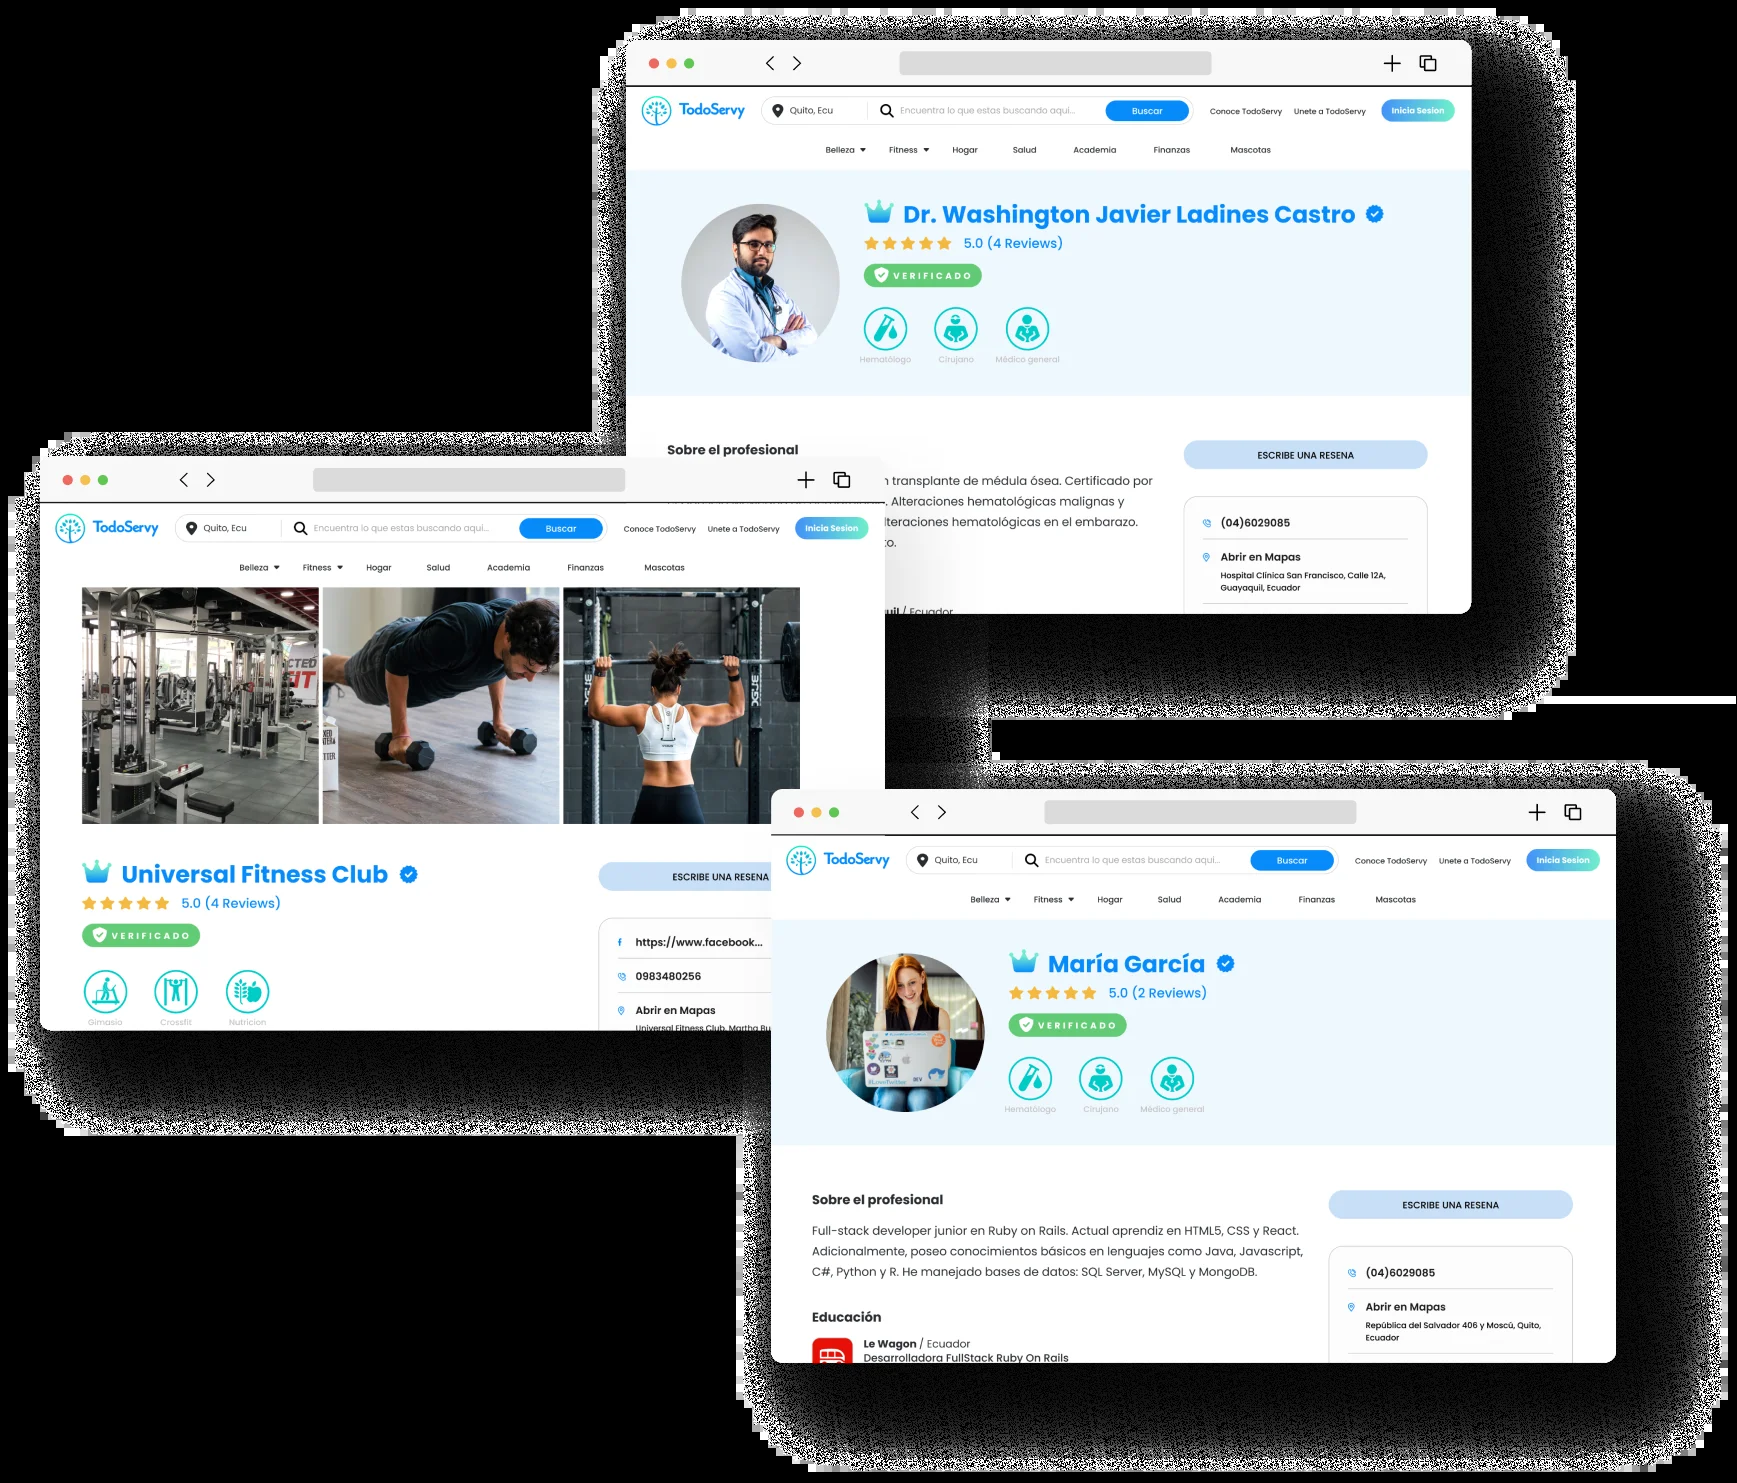 TodoServy
Quito, Ecu
Encuentra lo que estas buscando aqui...
Buscar
Conoce TodoServy
Unete a TodoServy
Inicia Sesion
Belleza
Fitness
Hogar
Salud
Academia
Finanzas
Mascotas
Dr. Washington Javier Ladines Castro
5.0 (4 Reviews)
VERIFICADO
Hematólogo
Cirujano
Médico general
Sobre el profesional
transplante de médula ósea. Certificado por
. Alteraciones hematológicas malignas y
lteraciones hematológicas en el embarazo.
to.
uil / Ecuador
ESCRIBE UNA RESENA
(04)6029085
Abrir en Mapas
Hospital Clínica San Francisco, Calle 12A,
Guayaquil, Ecuador
TodoServy
Quito, Ecu
Encuentra lo que estas buscando aqui...
Buscar
Conoce TodoServy
Unete a TodoServy
Inicia Sesion
Belleza
Fitness
Hogar
Salud
Academia
Finanzas
Mascotas
Universal Fitness Club
5.0 (4 Reviews)
VERIFICADO
Gimasio
Crossfit
Nutricion
ESCRIBE UNA RESENA
https://www.facebook...
0983480256
Abrir en Mapas
Universal Fitness Club, Martha Bu
TodoServy
Quito, Ecu
Encuentra lo que estas buscando aqui...
Buscar
Conoce TodoServy
Unete a TodoServy
Inicia Sesion
Belleza
Fitness
Hogar
Salud
Academia
Finanzas
Mascotas
María García
5.0 (2 Reviews)
VERIFICADO
Hematólogo
Cirujano
Médico general
Sobre el profesional
Full-stack developer junior en Ruby on Rails. Actual aprendiz en HTML5, CSS y React.
Adicionalmente, poseo conocimientos básicos en lenguajes como Java, Javascript,
C#, Python y R. He manejado bases de datos: SQL Server, MySQL y MongoDB.
Educación
Le Wagon / Ecuador
Desarrolladora FullStack Ruby On Rails
ESCRIBE UNA RESENA
(04)6029085
Abrir en Mapas
República del Salvador 406 y Moscú, Quito,
Ecuador